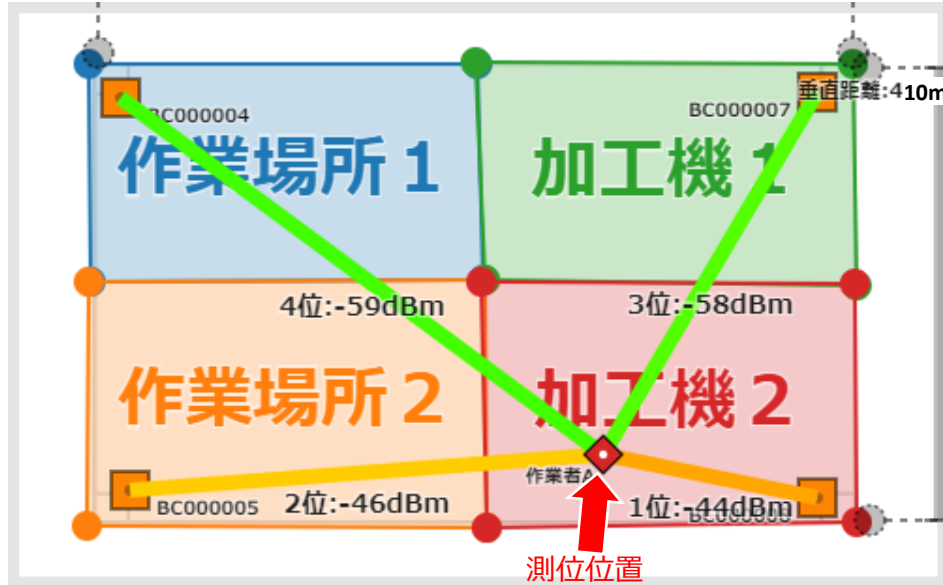 BC000004
BC000007
垂直距離:4
10m
作業場所1
加工機1
4位:-59dBm
3位:-58dBm
作業場所2
加工機2
作業者A
BC000005
2位:-46dBm
1位:-44dBm
測位位置